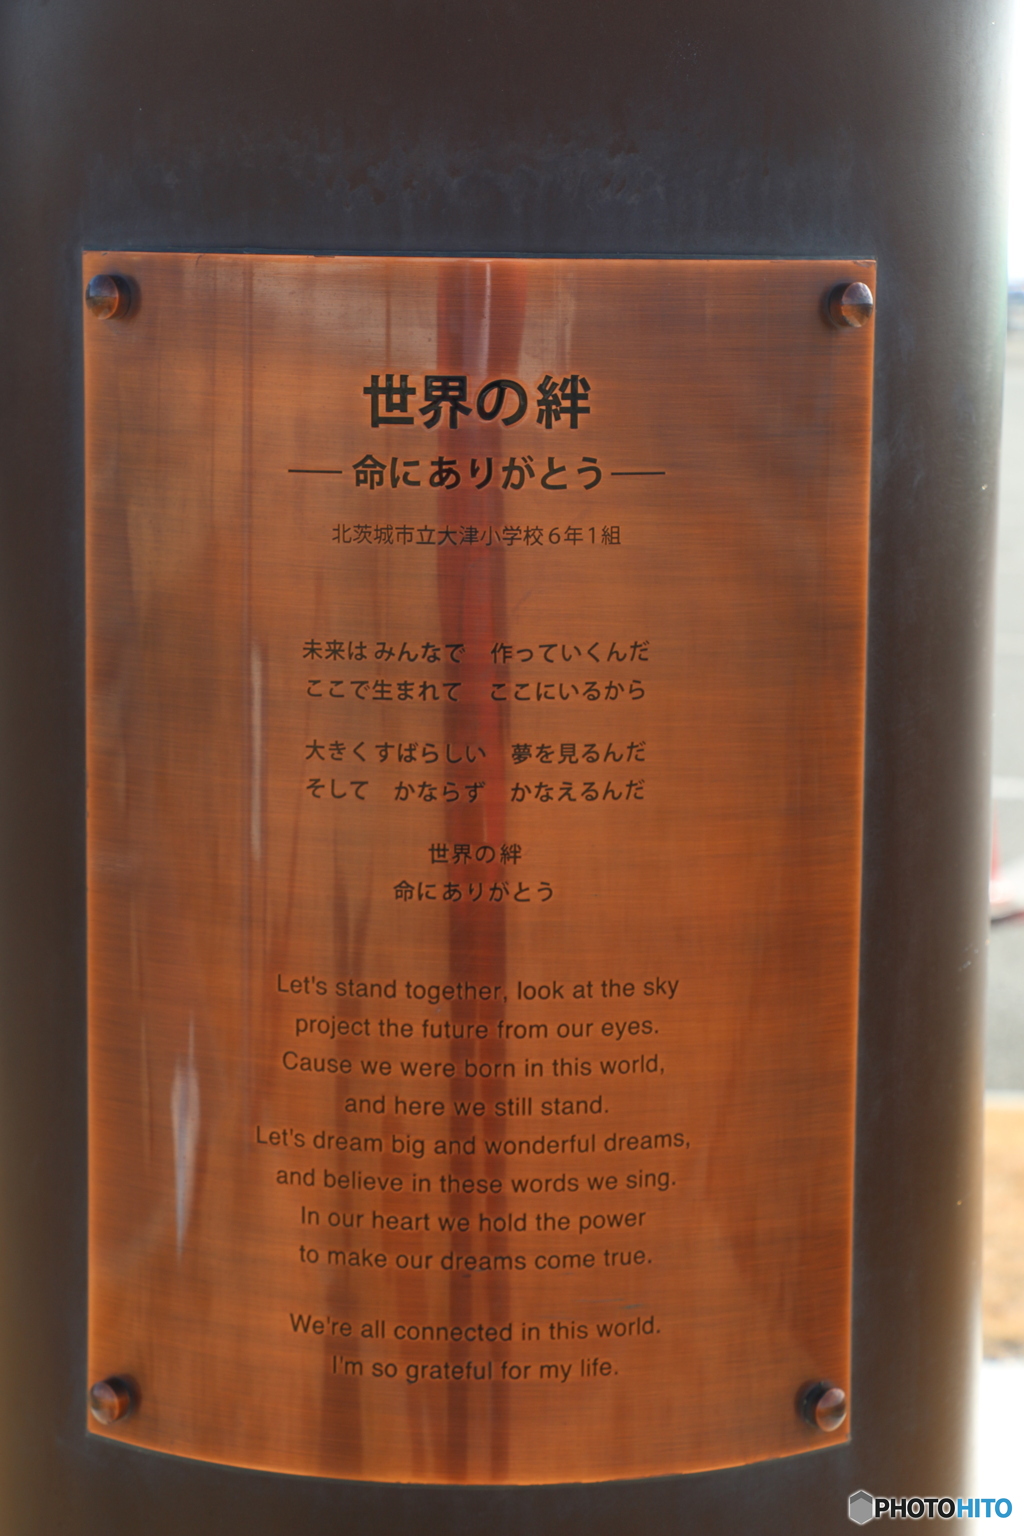 世界の絆
―命にありがとう―
北茨城市立大津小学校6年1組
未来は みんなで　作っていくんだ
ここで生まれて　ここにいるから
大きく すばらしい　夢を見るんだ
そして　かならず　かなえるんだ
世界の絆
命にありがとう
Let's stand together, look at the sky
project the future from our eyes.
Cause we were born in this world,
and here we still stand.
Let's dream big and wonderful dreams,
and believe in these words we sing.
In our heart we hold the power
to make our dreams come true.
We're all connected in this world.
I'm so grateful for my life.
PHOTOHITO